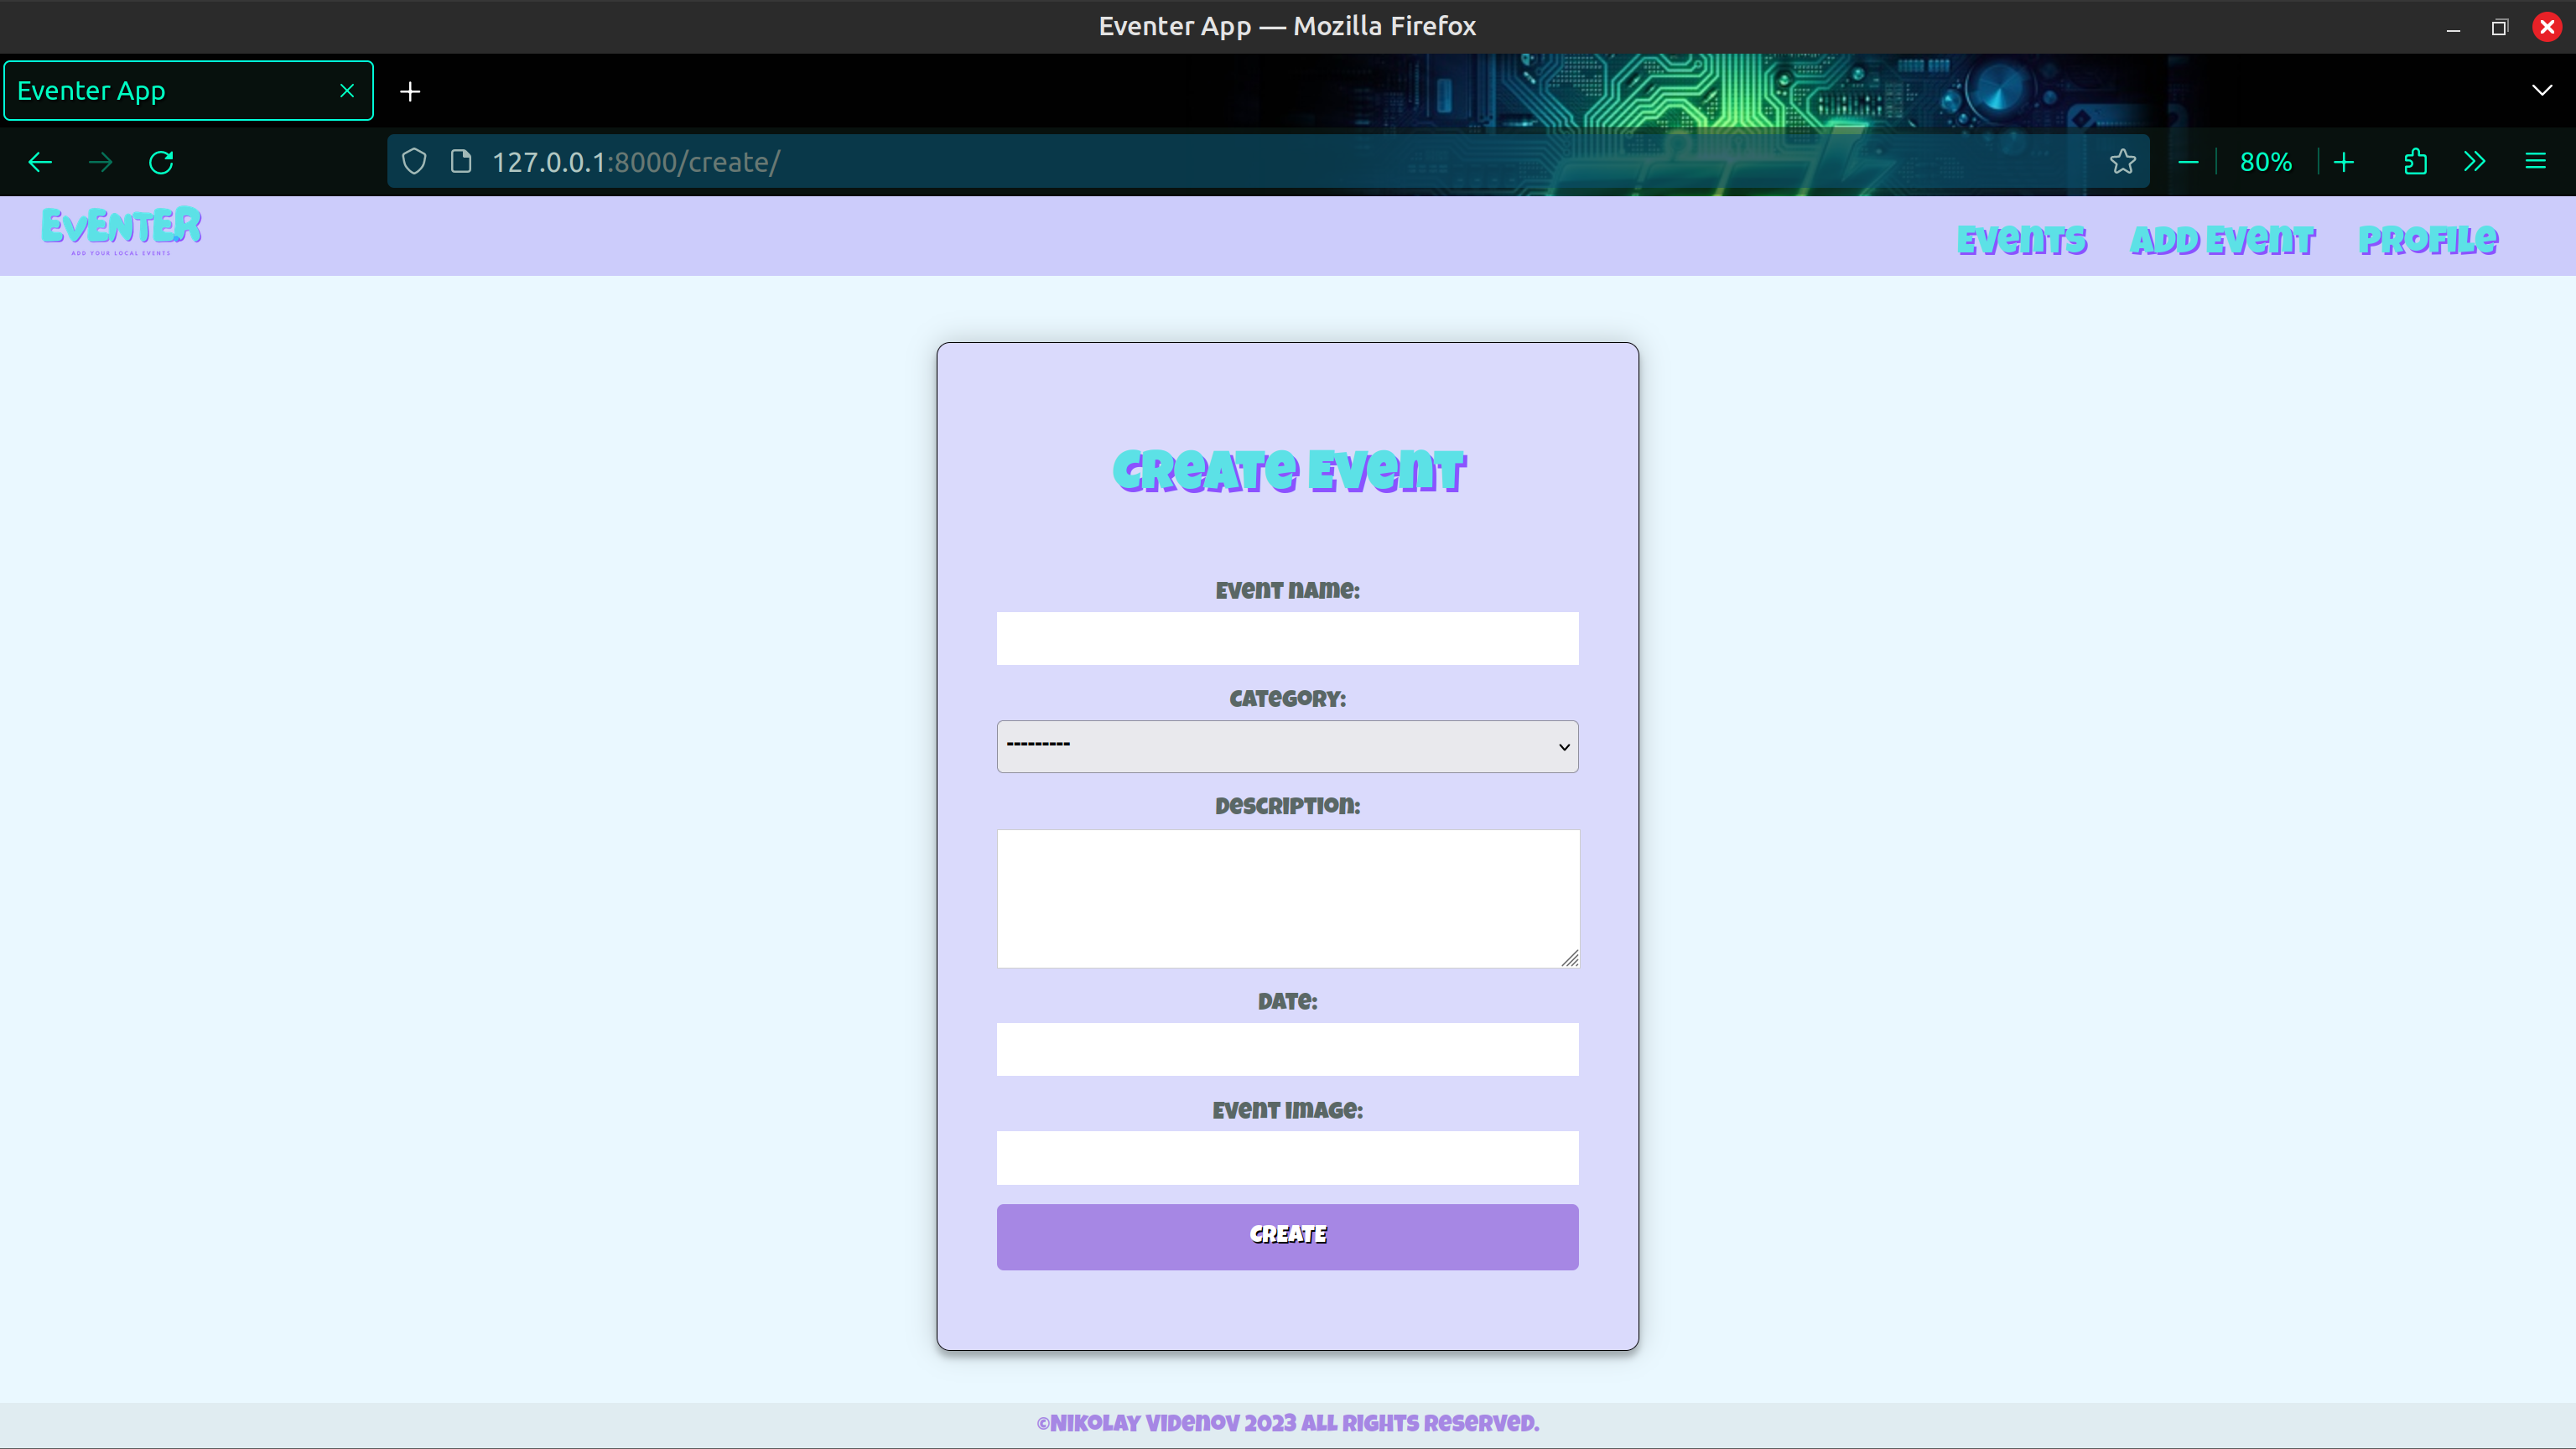 Eventer App — Mozilla Firefox
Eventer App
127.0.0.1:8000/create/
80%
EVENTER
ADD YOUR LOCAL EVENTS
Events Add Event Profile
Create Event
Event name:
Category:
---------
Description:
Date:
Event Image:
CREATE
©Nikolay Videnov 2023 All Rights Reserved.